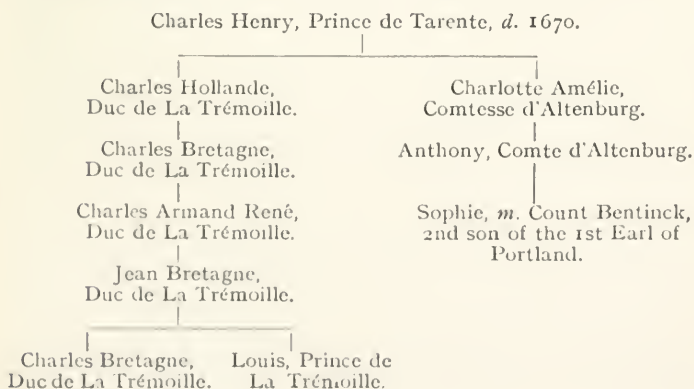 Charles Henry, Prince de Tarente, d. 1670.
Charles Hollande,
Duc de La Trémoille.
Charlotte Amélie,
Comtesse d'Altenburg.
Charles Bretagne,
Duc de La Trémoille.
Anthony, Comte d'Altenburg.
Charles Armand René,
Duc de La Trémoille.
Sophie, m. Count Bentinck,
2nd son of the 1st Earl of
Portland.
Jean Bretagne,
Duc de La Trémoille.
Charles Bretagne,
Duc de La Trémoille.
Louis, Prince de
La Trémoille.